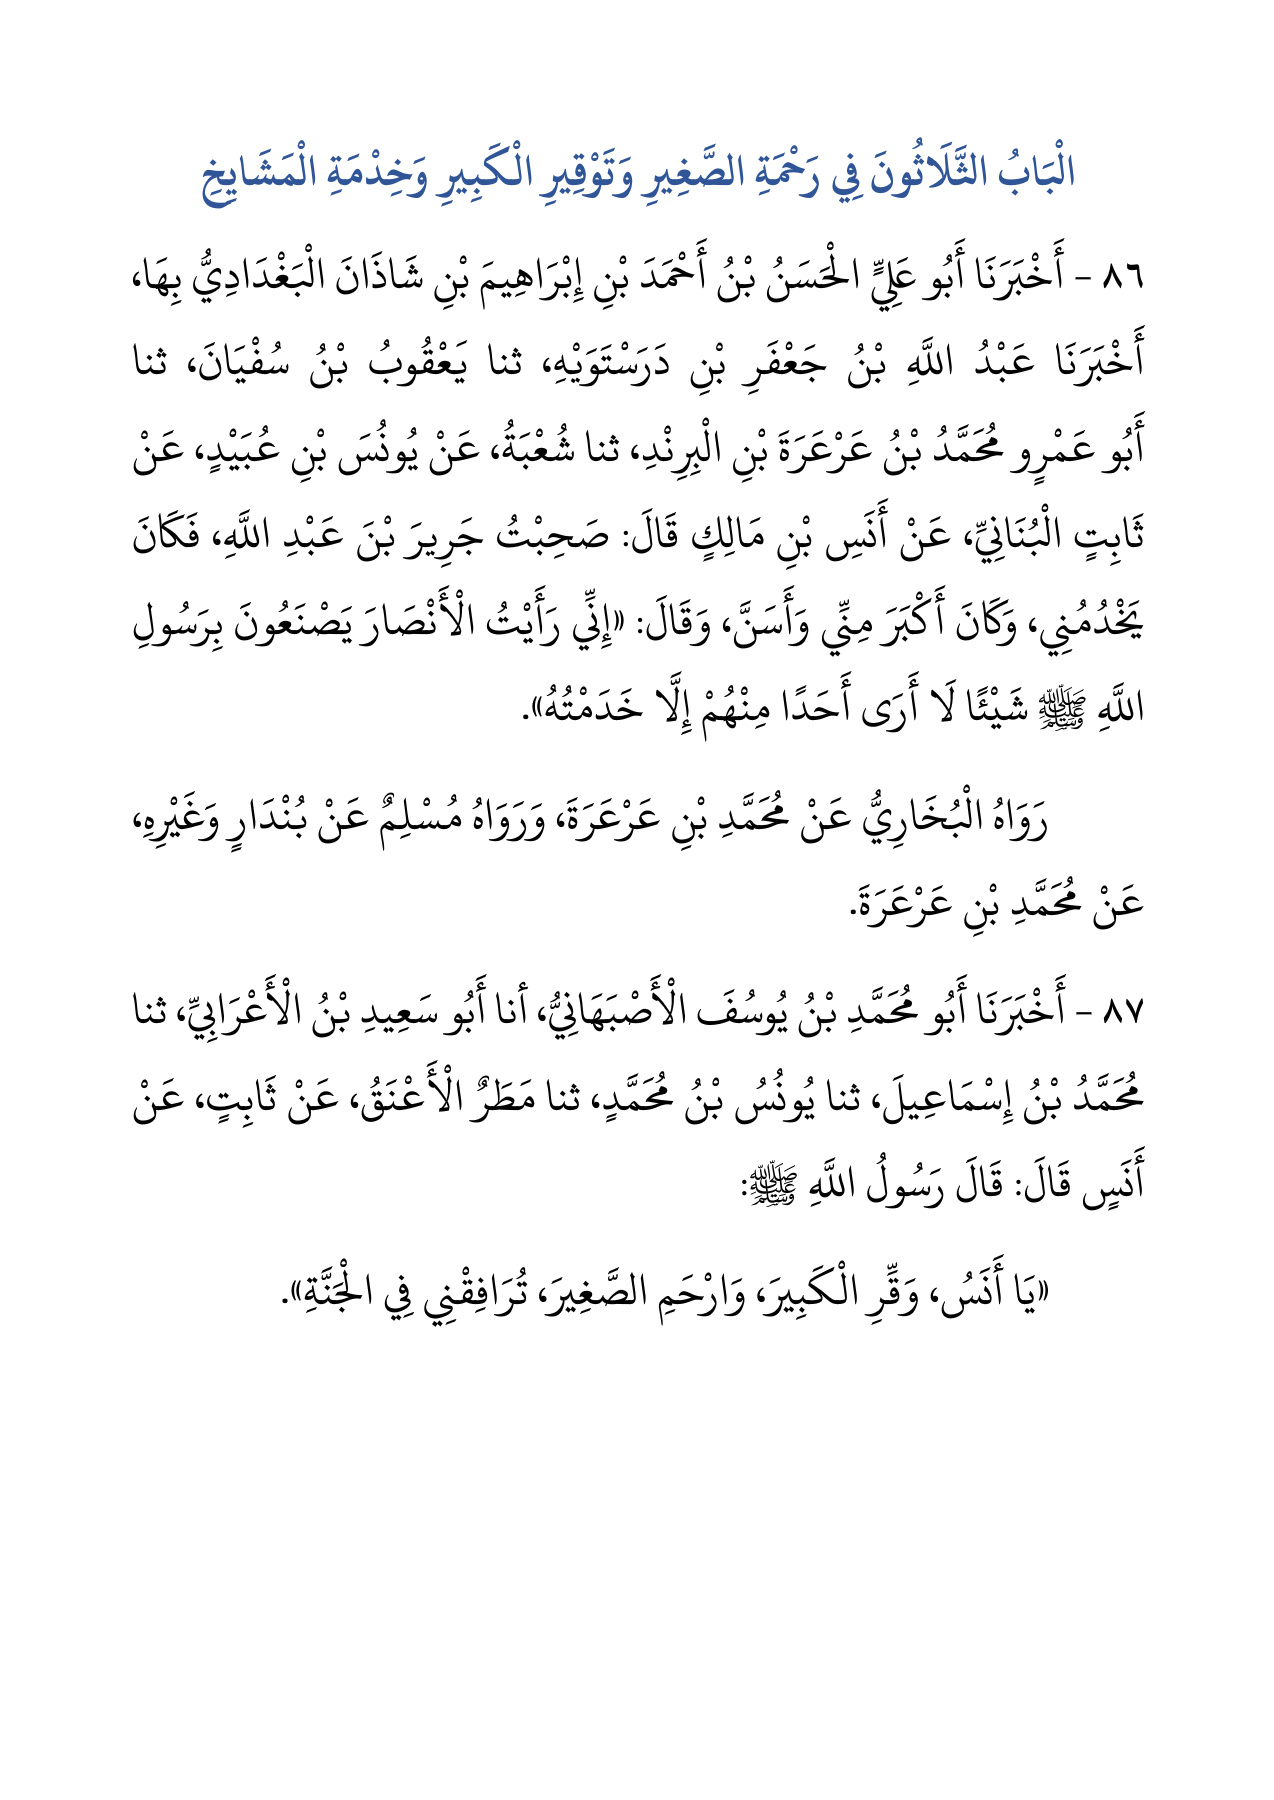 الْبَابُ الثَّلَاثُونَ فِي رَحْمَةِ الصَّغِيرِ وَتَوْقِيرِ الْكَبِيرِ وَخِدْمَةِ الْمَشَايِخِ
٨٦ - أَخْبَرَنَا أَبُو عَلِيٍّ الْحَسَنُ بْنُ أَحْمَدَ بْنِ إِبْرَاهِيمَ بْنِ شَاذَانَ الْبَغْدَادِيُّ بِهَا،
أَخْبَرَنَا عَبْدُ اللَّهِ بْنُ جَعْفَرِ بْنِ دَرَسْتَوَيْهِ، ثنا يَعْقُوبُ بْنُ سُفْيَانَ، ثنا
أَبُو عَمْرٍو مُحَمَّدُ بْنُ عَرْعَرَةَ بْنِ الْبِرِنْدِ، ثنا شُعْبَةُ، عَنْ يُونُسَ بْنِ عُبَيْدٍ، عَنْ
ثَابِتٍ الْبُنَانِيِّ، عَنْ أَنَسِ بْنِ مَالِكٍ قَالَ: صَحِبْتُ جَرِيرَ بْنَ عَبْدِ اللَّهِ، فَكَانَ
يَخْدُمُنِي، وَكَانَ أَكْبَرَ مِنِّي وَأَسَنَّ، وَقَالَ: «إِنِّي رَأَيْتُ الْأَنْصَارَ يَصْنَعُونَ بِرَسُولِ
اللَّهِ ﷺ شَيْئًا لَا أَرَى أَحَدًا مِنْهُمْ إِلَّا خَدَمْتُهُ».
رَوَاهُ الْبُخَارِيُّ عَنْ مُحَمَّدِ بْنِ عَرْعَرَةَ، وَرَوَاهُ مُسْلِمٌ عَنْ بُنْدَارٍ وَغَيْرِهِ،
عَنْ مُحَمَّدِ بْنِ عَرْعَرَةَ.
٨٧ - أَخْبَرَنَا أَبُو مُحَمَّدِ بْنُ يُوسُفَ الْأَصْبَهَانِيُّ، أنا أَبُو سَعِيدِ بْنُ الْأَعْرَابِيِّ، ثنا
مُحَمَّدُ بْنُ إِسْمَاعِيلَ، ثنا يُونُسُ بْنُ مُحَمَّدٍ، ثنا مَطَرٌ الْأَعْنَقُ، عَنْ ثَابِتٍ، عَنْ
أَنَسٍ قَالَ: قَالَ رَسُولُ اللَّهِ ﷺ:
«يَا أَنَسُ، وَقِّرِ الْكَبِيرَ، وَارْحَمِ الصَّغِيرَ، تُرَافِقْنِي فِي الْجَنَّةِ».